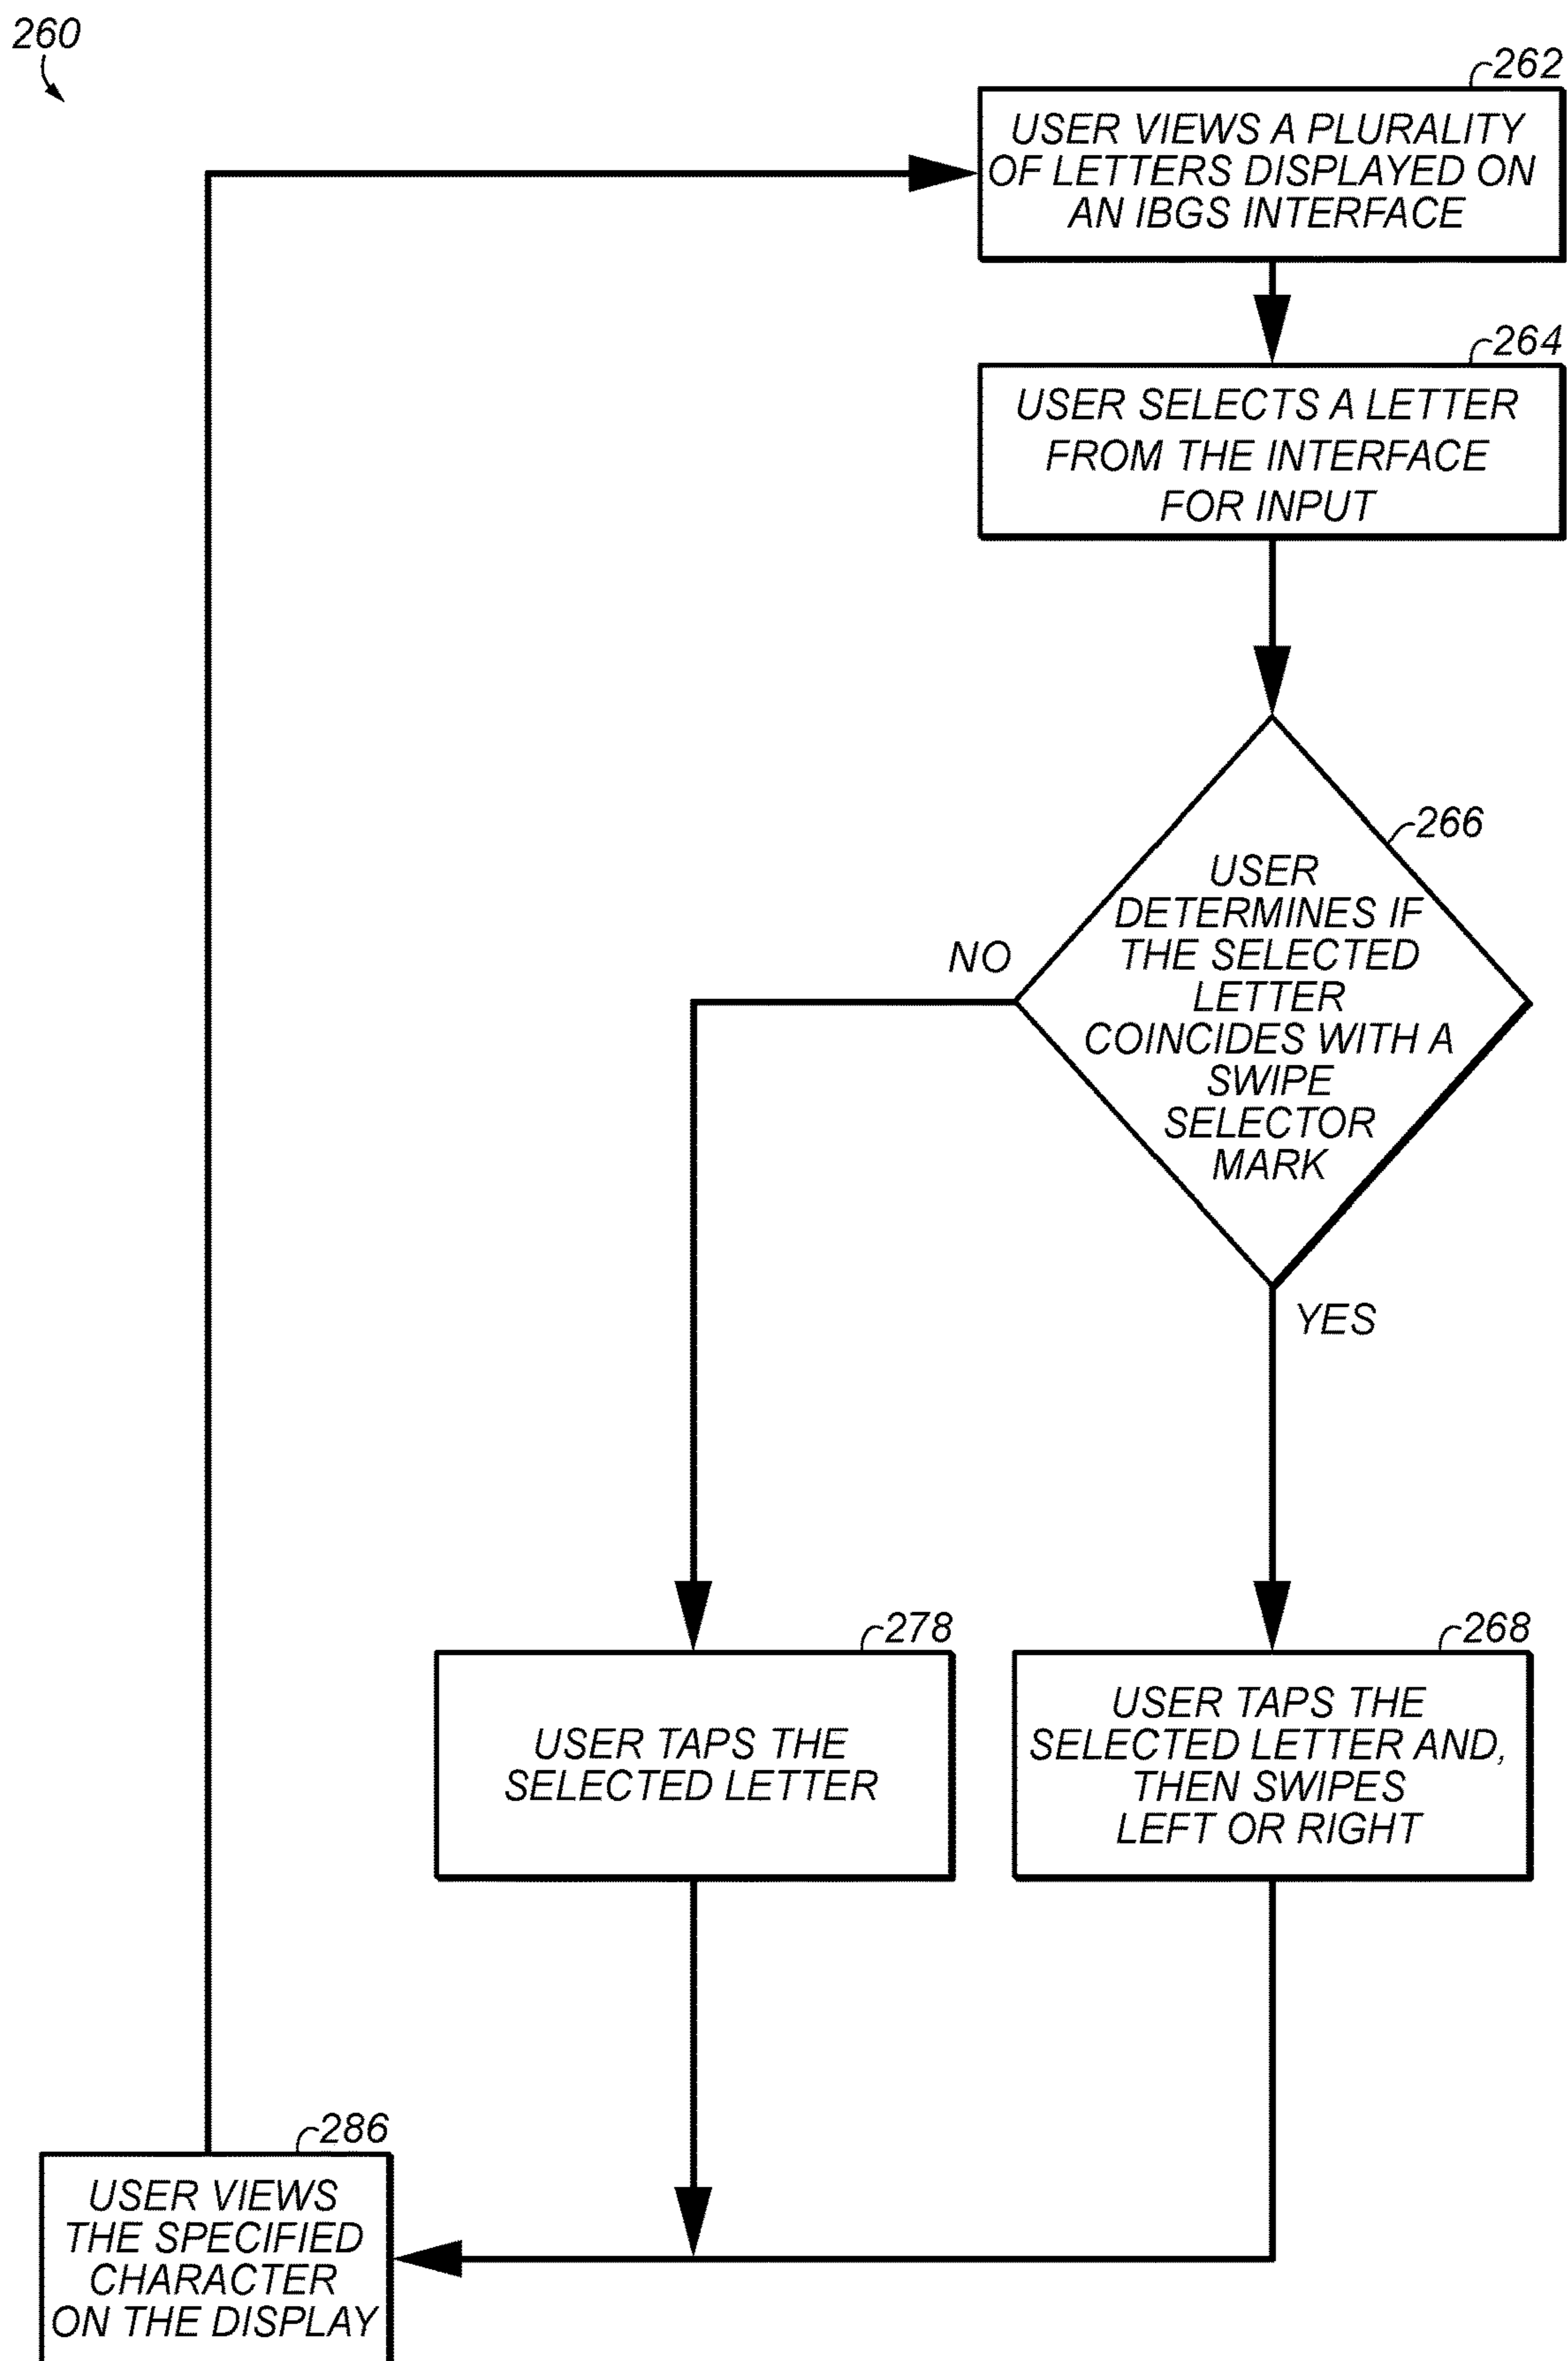 260
262
USER VIEWS A PLURALITY
OF LETTERS DISPLAYED ON
AN IBGS INTERFACE
264
USER SELECTS A LETTER
FROM THE INTERFACE
FOR INPUT
266
USER
DETERMINES IF
THE SELECTED
LETTER
COINCIDES WITH A
SWIPE
SELECTOR
MARK
NO
YES
278
USER TAPS THE
SELECTED LETTER
268
USER TAPS THE
SELECTED LETTER AND,
THEN SWIPES
LEFT OR RIGHT
286
USER VIEWS
THE SPECIFIED
CHARACTER
ON THE DISPLAY